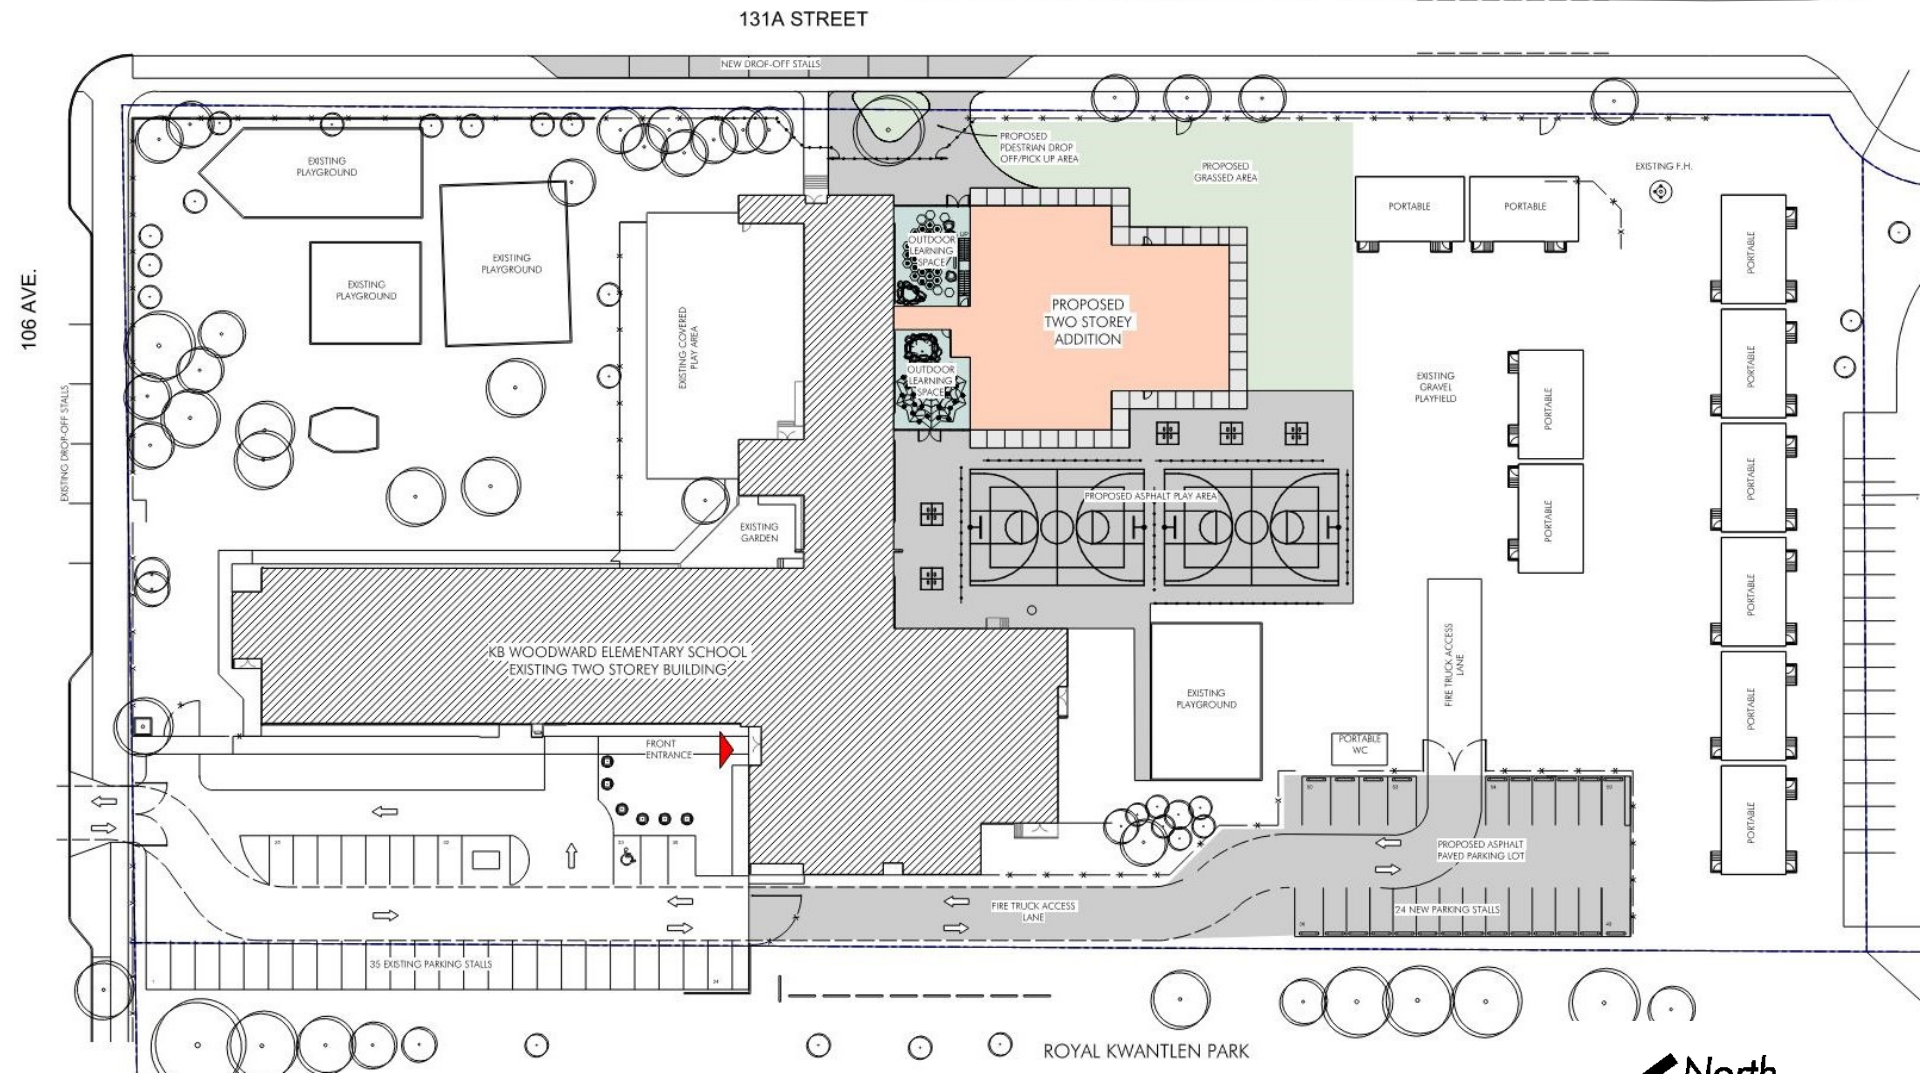 131A STREET
NEW DROP-OFF STALLS
PROPOSED
PDESTRIAN DROP
OFF/PICK UP AREA
EXISTING
PLAYGROUND
PROPOSED
GRASSED AREA
EXISTING F.H.
PORTABLE
PORTABLE
PORTABLE
OUTDOOR
LEARNING
SPACE
UP
EXISTING
PLAYGROUND
EXISTING
PLAYGROUND
106 AVE.
EXISTING COVERED
PLAY AREA
PROPOSED
TWO STOREY
ADDITION
OUTDOOR
LEARNING
SPACE
EXISTING
GRAVEL
PLAYFIELD
PORTABLE
PORTABLE
EXISTING DROP-OFF STALLS
PROPOSED ASPHALT PLAY AREA
PORTABLE
PORTABLE
EXISTING
GARDEN
PORTABLE
KB WOODWARD ELEMENTARY SCHOOL
EXISTING TWO STOREY BUILDING
FIRE TRUCK ACCESS
LANE
EXISTING
PLAYGROUND
PORTABLE
FRONT
ENTRANCE
PORTABLE
WC
PORTABLE
PROPOSED ASPHALT
PAVED PARKING LOT
FIRE TRUCK ACCESS
LANE
24 NEW PARKING STALLS
35 EXISTING PARKING STALLS
ROYAL KWANTLEN PARK
North